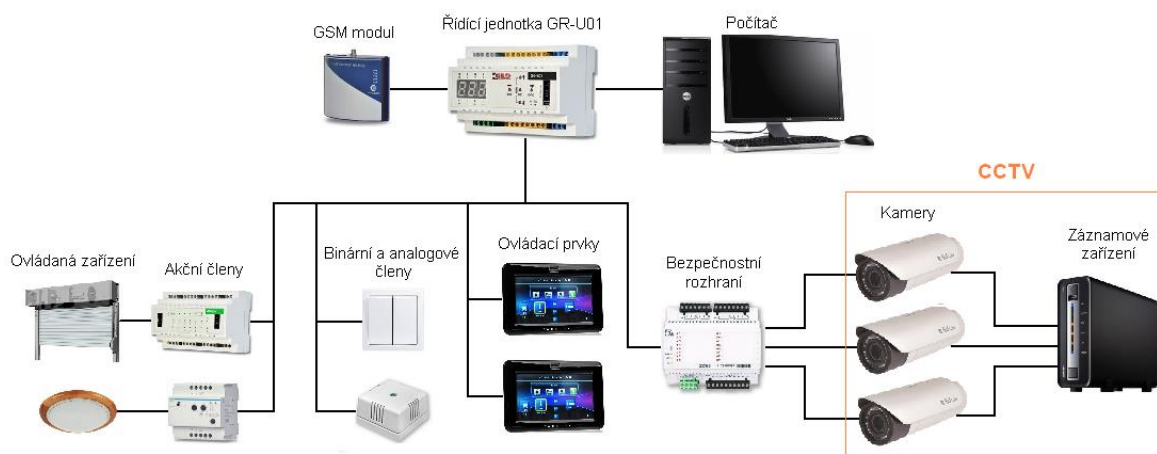 GSM modul
Řídící jednotka GR-U01
Počítač
CCTV
Kamery
Záznamové
zařízení
Ovládaná zařízení
Akční členy
Binární a analogové
členy
Ovládací prvky
Bezpečnostní
rozhraní